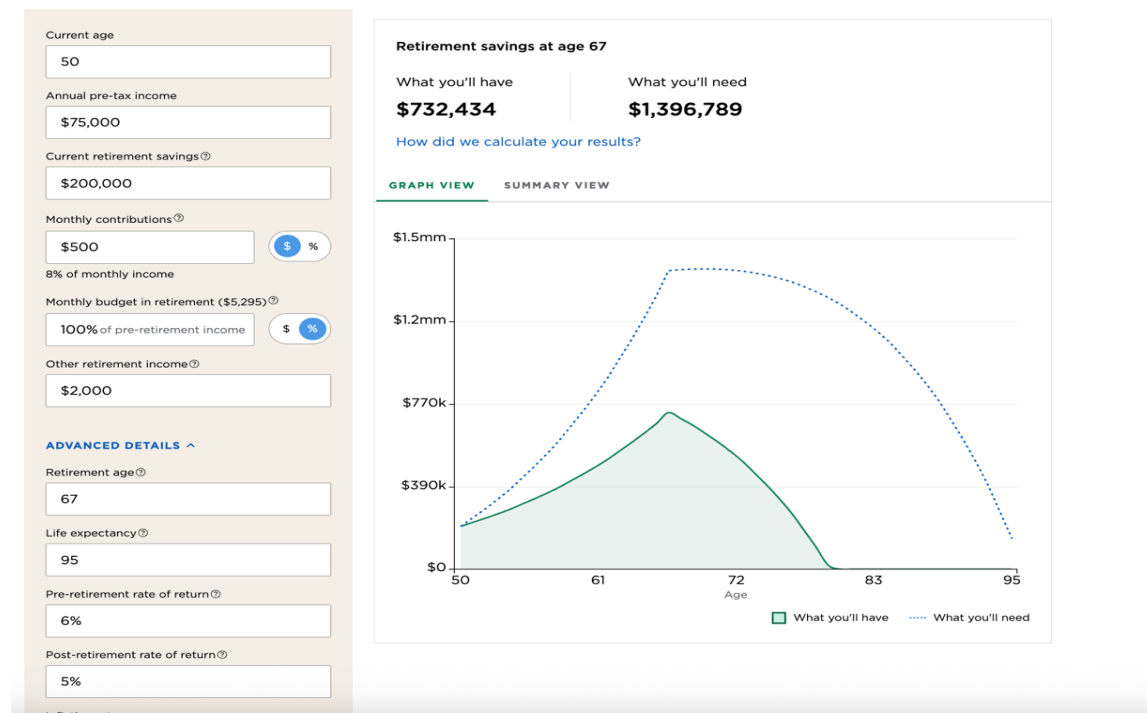 Current age
50
Annual pre-tax income
$75,000
Current retirement savings
$200,000
Monthly contributions
$500
$ %
8% of monthly income
Monthly budget in retirement ($5,295)
100% of pre-retirement income
$ %
Other retirement income
$2,000
ADVANCED DETAILS
Retirement age
67
Life expectancy
95
Pre-retirement rate of return
6%
Post-retirement rate of return
5%
Retirement savings at age 67
What you'll have
$732,434
What you'll need
$1,396,789
How did we calculate your results?
GRAPH VIEW
SUMMARY VIEW
$1.5mm
$1.2mm
$770k
$390k
$0
50 61 72 83 95
Age
What you'll have
What you'll need